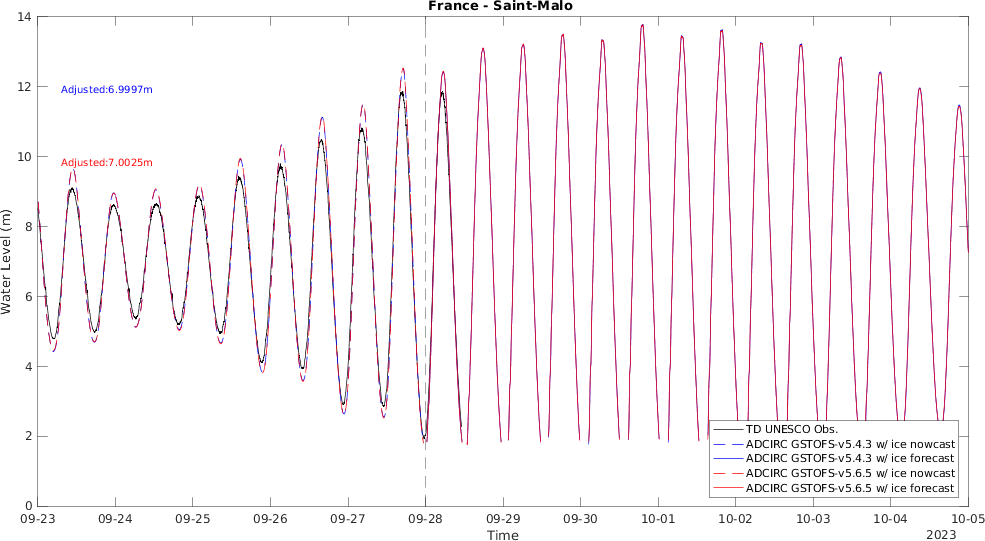 France - Saint-Malo
14
12
10
8
6
4
2
0
Water Level (m)
Adjusted:6.9997m
Adjusted:7.0025m
TD UNESCO Obs.
ADCIRC GSTOFS-v5.4.3 w/ ice nowcast
ADCIRC GSTOFS-v5.4.3 w/ ice forecast
ADCIRC GSTOFS-v5.6.5 w/ ice nowcast
ADCIRC GSTOFS-v5.6.5 w/ ice forecast
09-23 09-24 09-25 09-26 09-27 09-28 09-29 09-30 10-01 10-02 10-03 10-04 10-05
Time
2023